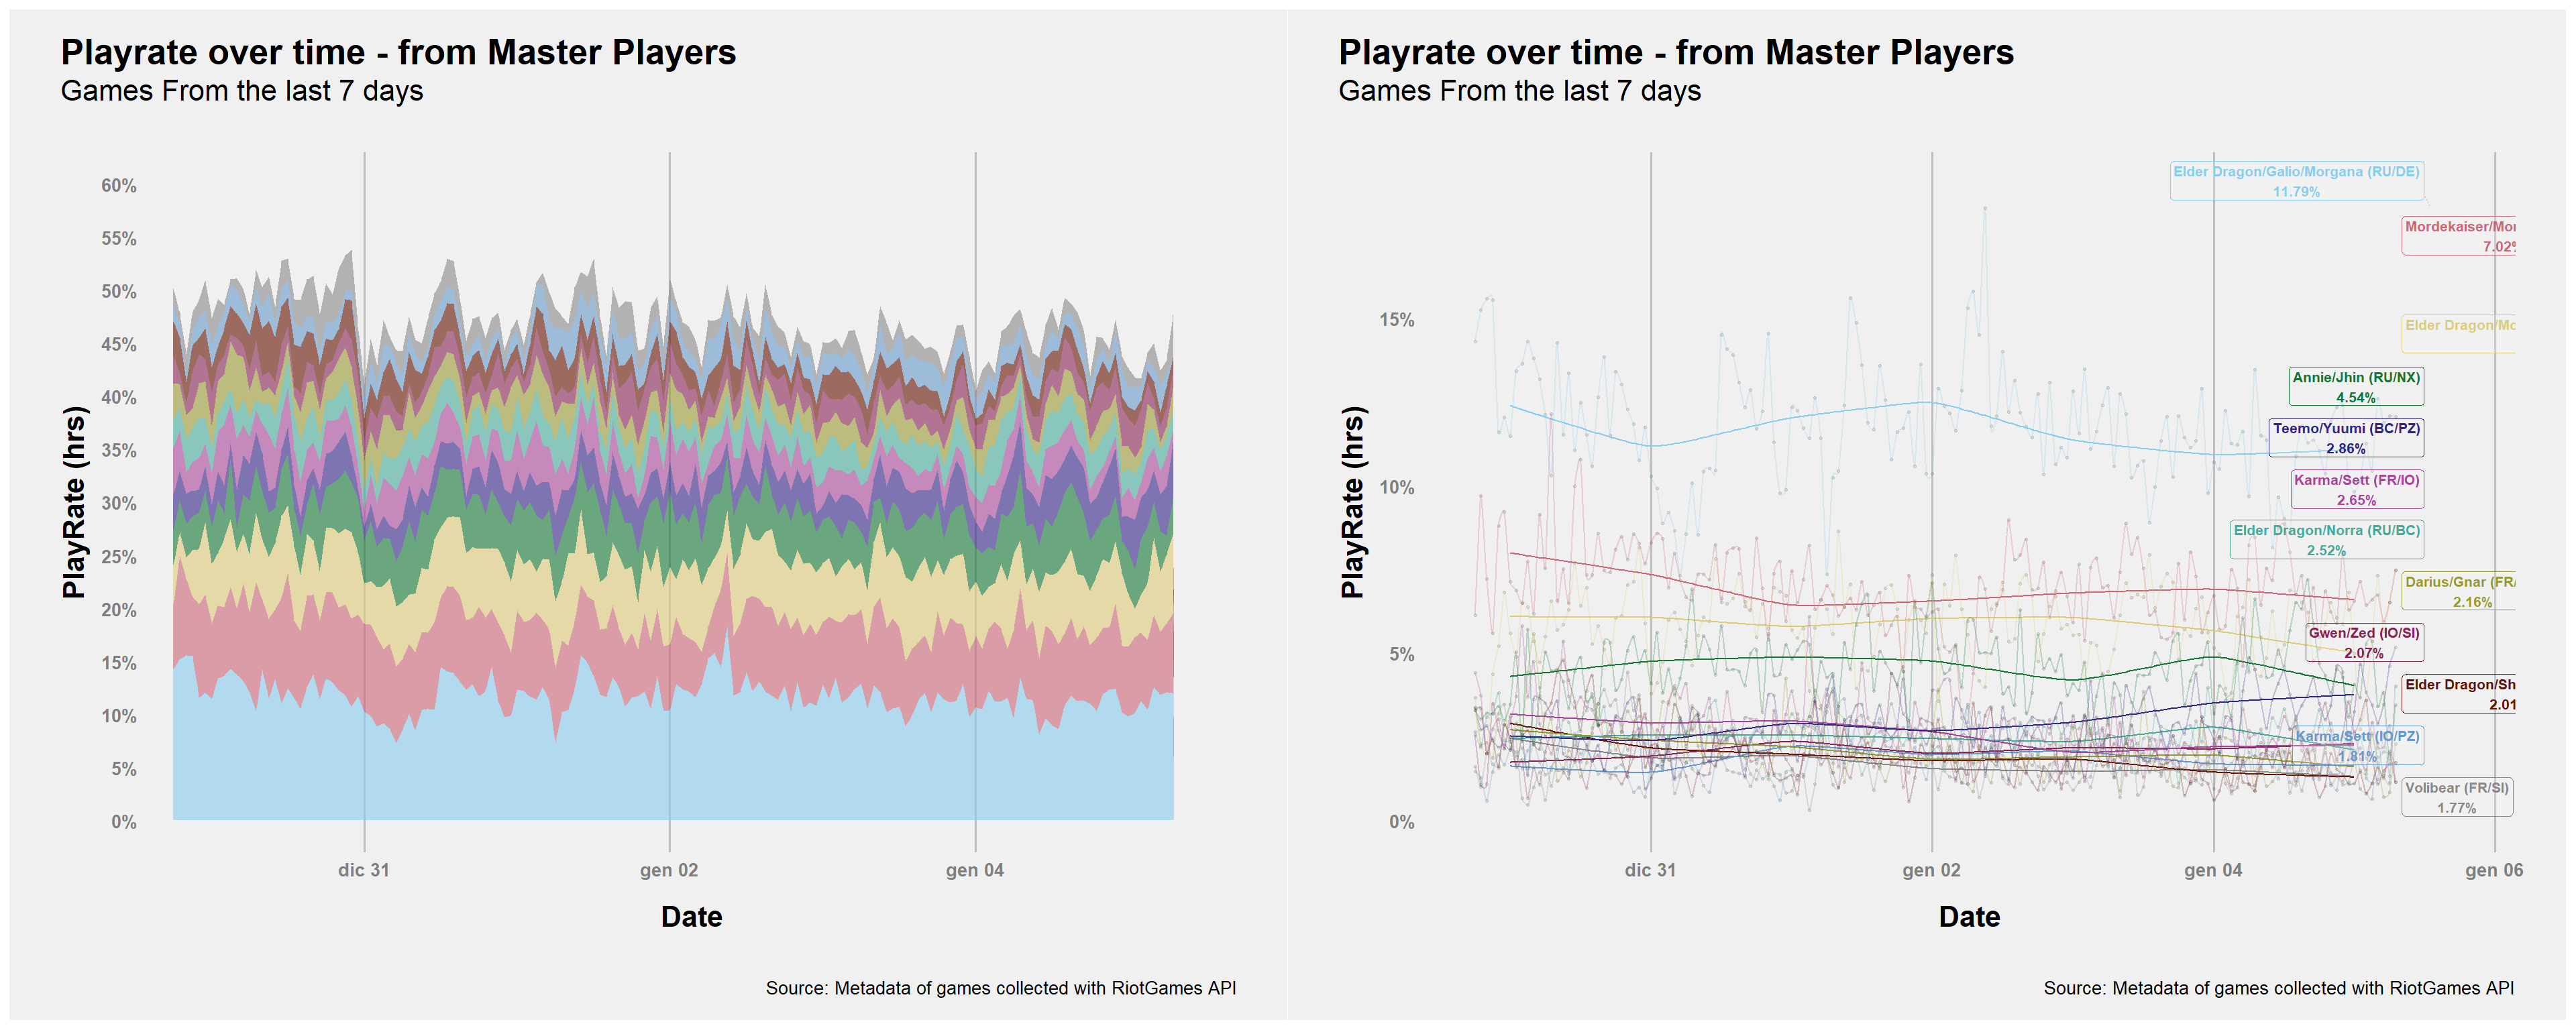 Playrate over time - from Master Players
Games From the last 7 days
60%
55%
50%
45%
40%
35%
30%
25%
20%
15%
10%
5%
0%
PlayRate (hrs)
dic 31
gen 02
gen 04
Date
Source: Metadata of games collected with RiotGames API
Playrate over time - from Master Players
Games From the last 7 days
15%
10%
5%
0%
PlayRate (hrs)
Elder Dragon/Galio/Morgana (RU/DE)
11.79%
Mordekaiser/Mor
7.02%
Elder Dragon/Mo
Annie/Jhin (RU/NX)
4.54%
Teemo/Yuumi (BC/PZ)
2.86%
Karma/Sett (FR/IO)
2.65%
Elder Dragon/Norra (RU/BC)
2.52%
Darius/Gnar (FR/
2.16%
Gwen/Zed (IO/SI)
2.07%
Elder Dragon/Sh
2.01
Karma/Sett (IO/PZ)
1.81%
Volibear (FR/SI)
1.77%
dic 31
gen 02
gen 04
gen 06
Date
Source: Metadata of games collected with RiotGames API